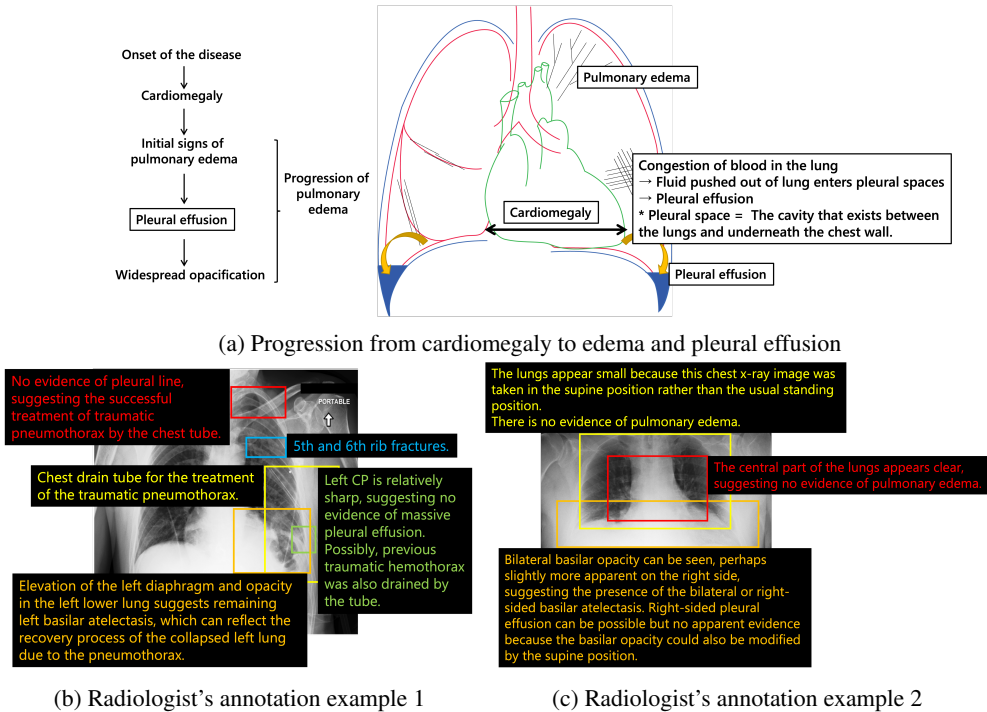 Onset of the disease
Cardiomegaly
Initial signs of
pulmonary edema
Pleural effusion
Widespread opacification
Progression of
pulmonary
edema
Pulmonary edema
Cardiomegaly
Congestion of blood in the lung
→ Fluid pushed out of lung enters pleural spaces
→ Pleural effusion
* Pleural space = The cavity that exists between
the lungs and underneath the chest wall.
Pleural effusion
(a) Progression from cardiomegaly to edema and pleural effusion
No evidence of pleural line,
suggesting the successful
treatment of traumatic
pneumothorax by the chest tube.
PORTABLE
5th and 6th rib fractures.
Chest drain tube for the treatment
of the traumatic pneumothorax.
Left CP is relatively
sharp, suggesting no
evidence of massive
pleural effusion.
Possibly, previous
traumatic hemothorax
was also drained by
the tube.
Elevation of the left diaphragm and opacity
in the left lower lung suggests remaining
left basilar atelectasis, which can reflect the
recovery process of the collapsed left lung
due to the pneumothorax.
(b) Radiologist's annotation example 1
The lungs appear small because this chest x-ray image was
taken in the supine position rather than the usual standing
position.
There is no evidence of pulmonary edema.
The central part of the lungs appears clear,
suggesting no evidence of pulmonary edema.
Bilateral basilar opacity can be seen, perhaps
slightly more apparent on the right side,
suggesting the presence of the bilateral or right-
sided basilar atelectasis. Right-sided pleural
effusion can be possible but no apparent evidence
because the basilar opacity could also be modified
by the supine position.
(c) Radiologist's annotation example 2